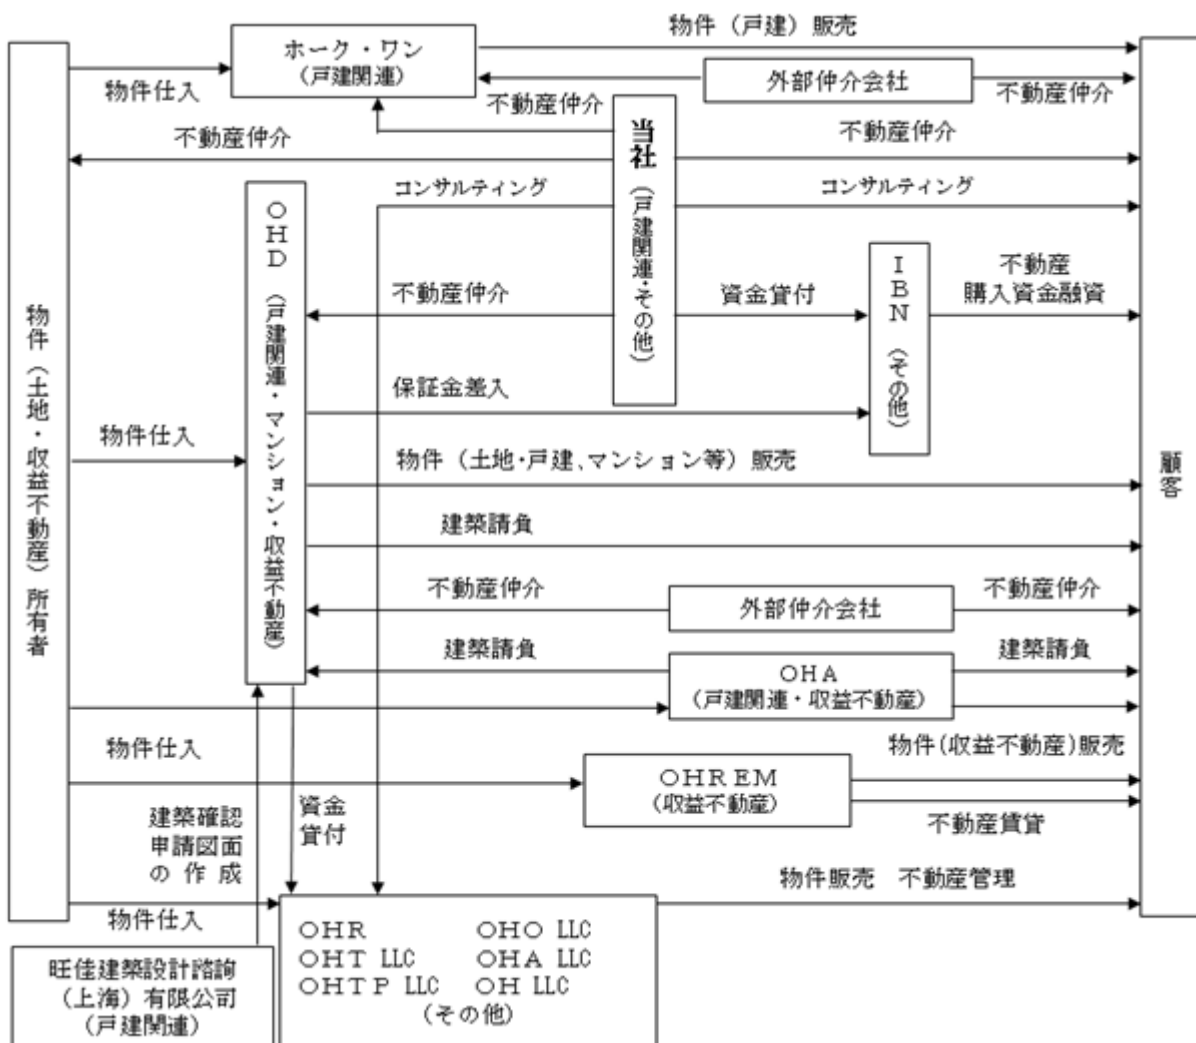 物件（戸建）販売
ホーク・ワン
（戸建関連）
物件仕入
外部仲介会社
不動産仲介
不動産仲介
不動産仲介
不動産仲介
当社（戸建関連・その他）
コンサルティング
コンサルティング
OHD（戸建関連・マンション・収益不動産）
IBN（その他）
不動産仲介
資金貸付
不動産
購入資金融資
物件（土地・収益不動産）所有者
保証金差入
物件仕入
物件（土地・戸建、マンション等）販売
顧客
建築請負
不動産仲介
外部仲介会社
不動産仲介
建築請負
OHA
（戸建関連・収益不動産）
建築請負
物件仕入
物件(収益不動産)販売
OHREM
（収益不動産）
不動産賃貸
建築確認
申請図面
の作成
資金
貸付
物件販売　不動産管理
物件仕入
OHR
OHO LLC
OHT LLC
OHA LLC
OHTP LLC
OH LLC
（その他）
旺佳建築設計諮詢
（上海）有限公司
（戸建関連）